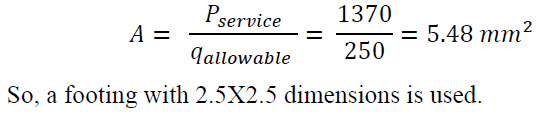 A = P_service / q_allowable = 1370 / 250 = 5.48 mm²
So, a footing with 2.5X2.5 dimensions is used.